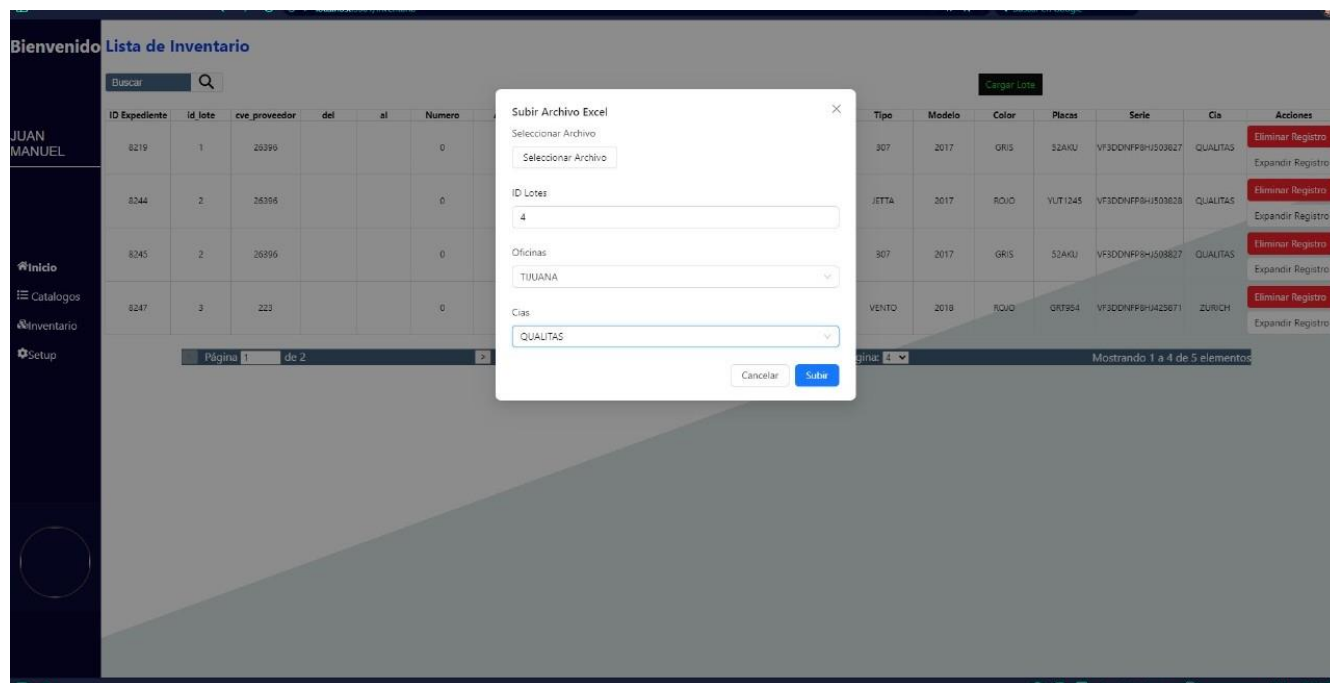 Bienvenido Lista de Inventario
Buscar
Cargar Lote
ID Expediente id_lote cve_proveedor del al Numero Tipo Modelo Color Placas Serie Cia Acciones
8219 1 26396 0 307 2017 GRIS 52AKU VF3DDNFP8HJ503827 QUALITAS Eliminar Registro
Expandir Registro
8244 2 26396 0 JETTA 2017 ROJO YUT1245 VF3DDNFP8HJ503828 QUALITAS Eliminar Registro
Expandir Registro
8245 2 26396 0 307 2017 GRIS 52AKU VF3DDNFP8HJ503827 QUALITAS Eliminar Registro
Expandir Registro
8247 3 223 0 VENTO 2018 ROJO GRT954 VF3DDNFP8HJ425871 ZURICH Eliminar Registro
Expandir Registro
Página 1 de 2
gina: 4
Mostrando 1 a 4 de 5 elementos
JUAN
MANUEL
Inicio
Catalogos
Inventario
Setup
Subir Archivo Excel
Seleccionar Archivo
Seleccionar Archivo
ID Lotes
4
Oficinas
TIJUANA
Cias
QUALITAS
Cancelar Subir